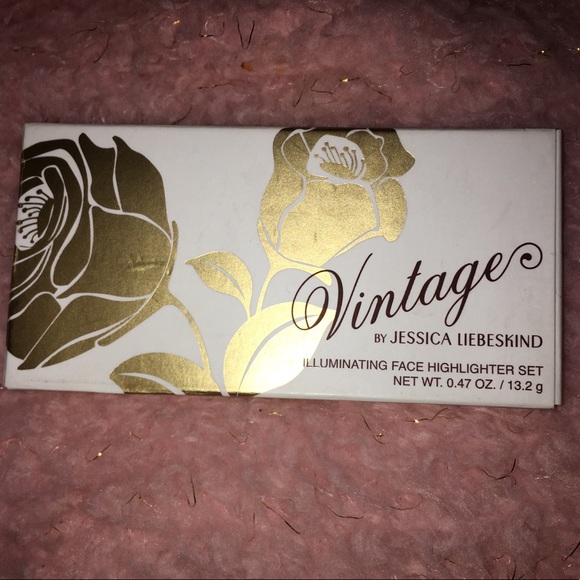 Vintage
BY JESSICA LIEBESKIND
ILLUMINATING FACE HIGHLIGHTER SET
NET WT. 0.47 OZ. / 13.2 g